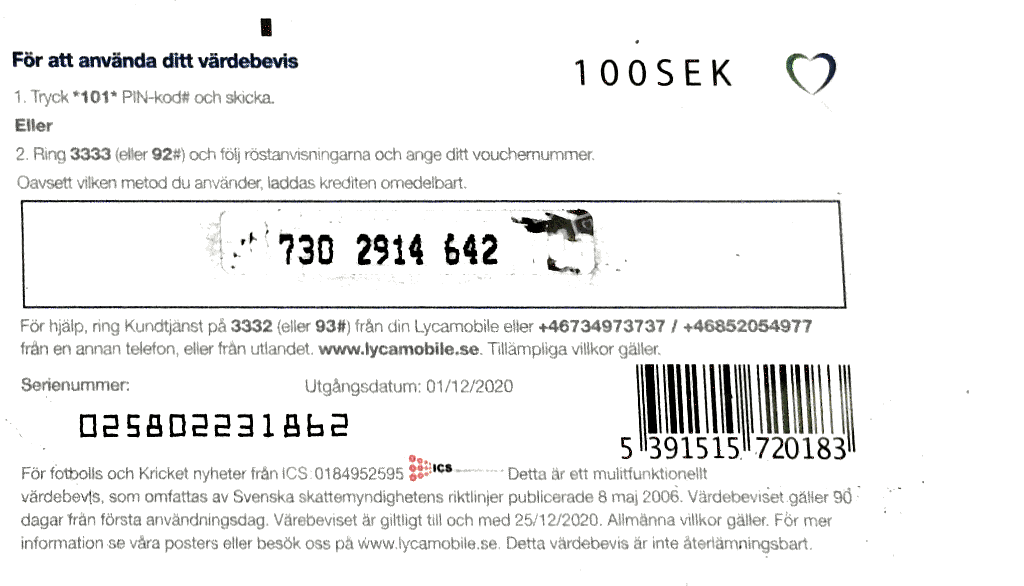 För att använda ditt värdebevis
100SEK
1. Tryck *101* PIN-kod# och skicka.
Eller
2. Ring 3333 (eller 92#) och följ röstanvisningarna och ange ditt vouchernummer.
Oavsett vilken metod du använder, laddas krediten omedelbart.
730 2914 642
För hjälp, ring Kundtjänst på 3332 (eller 93#) från din Lycamobile eller +46734973737 / +46852054977
från en annan telefon, eller från utlandet. www.lycamobile.se. Tillämpliga villkor gäller.
Serienummer: Utgångsdatum: 01/12/2020
025802231862
5 391515 720183
För fotbolls och Kricket nyheter från ICS 0184952595 ICS Detta är ett mulitfunktionellt
värdebevis, som omfattas av Svenska skattemyndighetens riktlinjer publicerade 8 maj 2006. Värdebeviset gäller 90
dagar från första användningsdag. Värebeviset är giltligt till och med 25/12/2020. Allmänna villkor gäller. För mer
information se våra posters eller besök oss på www.lycamobile.se. Detta värdebevis är inte återlämningsbart.